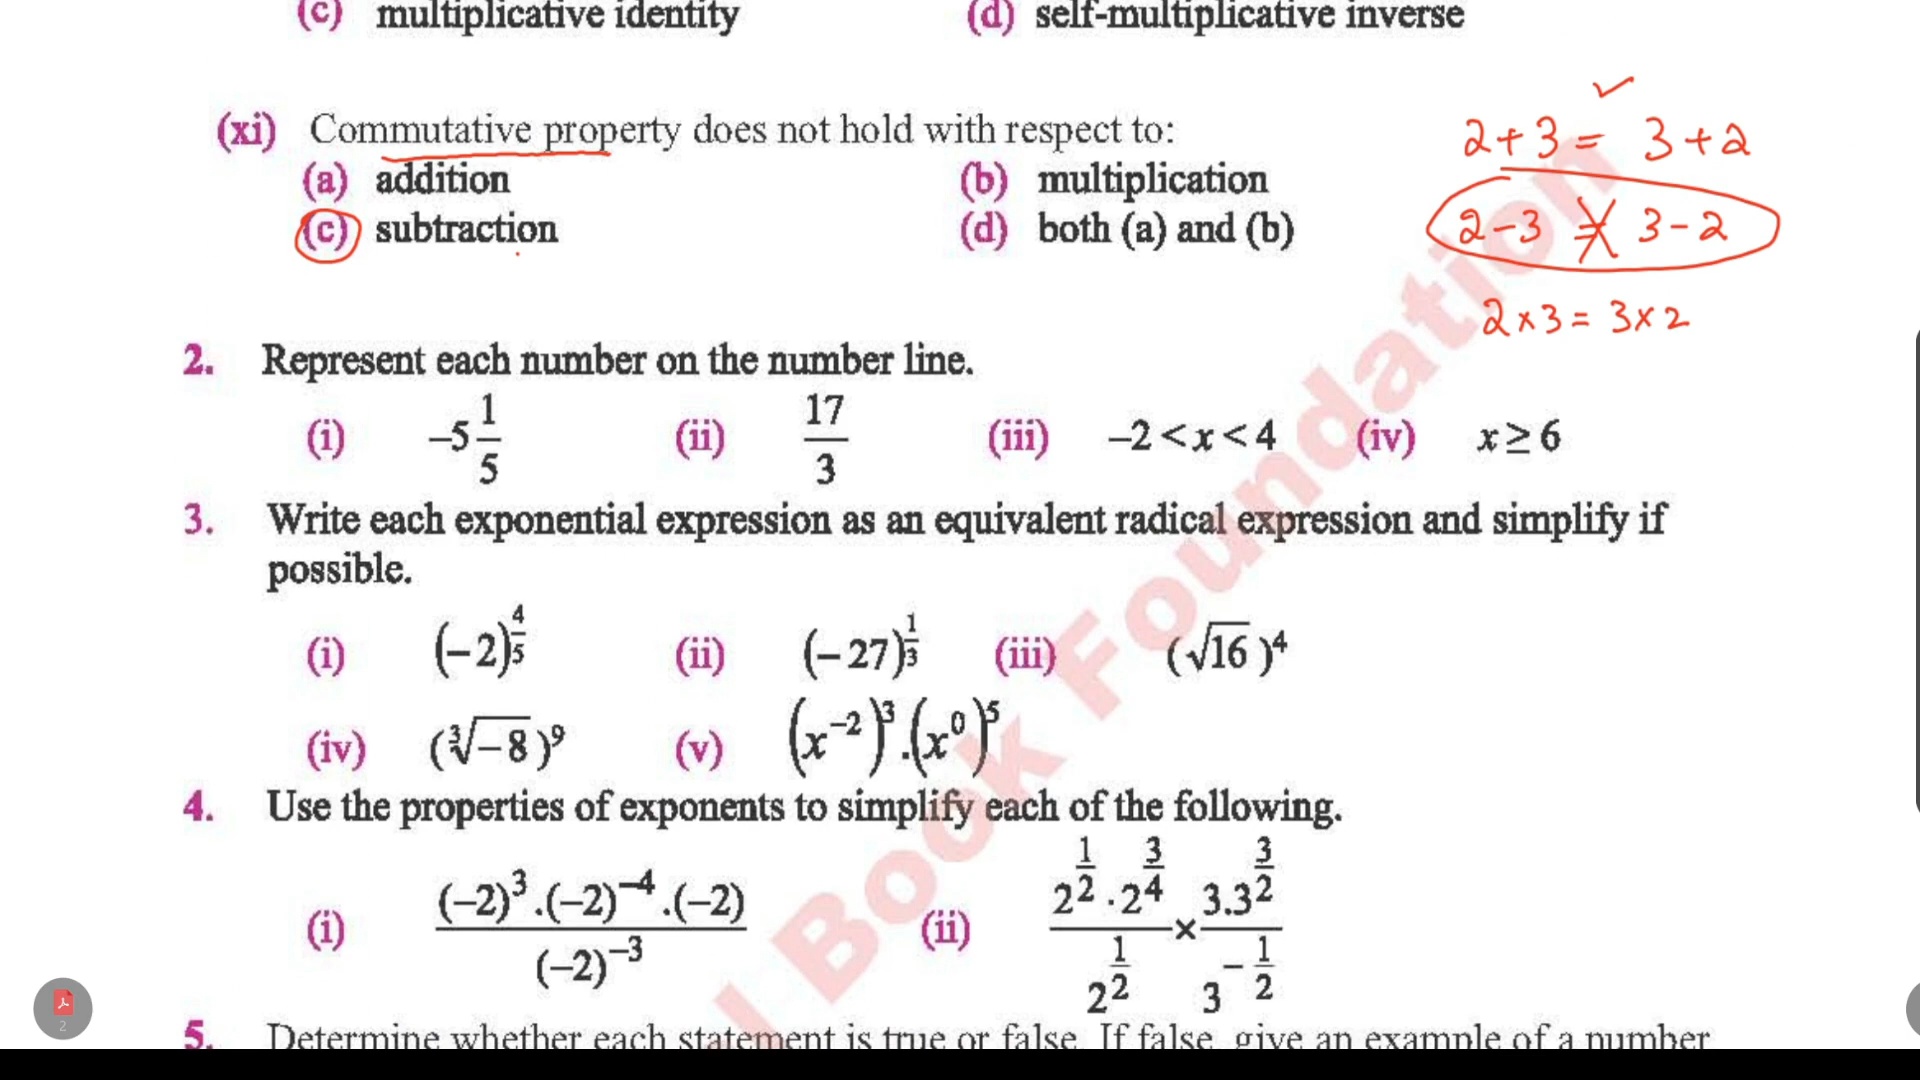 (c) multiplicative identity (d) self-multiplicative inverse
(xi) Commutative property does not hold with respect to:
(a) addition (b) multiplication
(c) subtraction (d) both (a) and (b)
✓
2 + 3 = 3 + 2
2 - 3 ≠ 3 - 2
2 × 3 = 3 × 2
2. Represent each number on the number line.
(i) –5 1/5 (ii) 17/3 (iii) –2 < x < 4 (iv) x ≥ 6
3. Write each exponential expression as an equivalent radical expression and simplify if
possible.
(i) (–2)^(4/5) (ii) (–27)^(1/3) (iii) (√16)^4
(iv) (∛–8)^9 (v) (x^–2)^3 . (x^0)^5
4. Use the properties of exponents to simplify each of the following.
(i) ((–2)^3 .(–2)^–4 .(–2))/((–2)^–3) (ii) (2^(1/2) . 2^(3/4))/(2^(1/2)) × (3.3^(3/2))/(3^(–1/2))
5. Determine whether each statement is true or false. If false, give an example of a number
Book Foundation
2